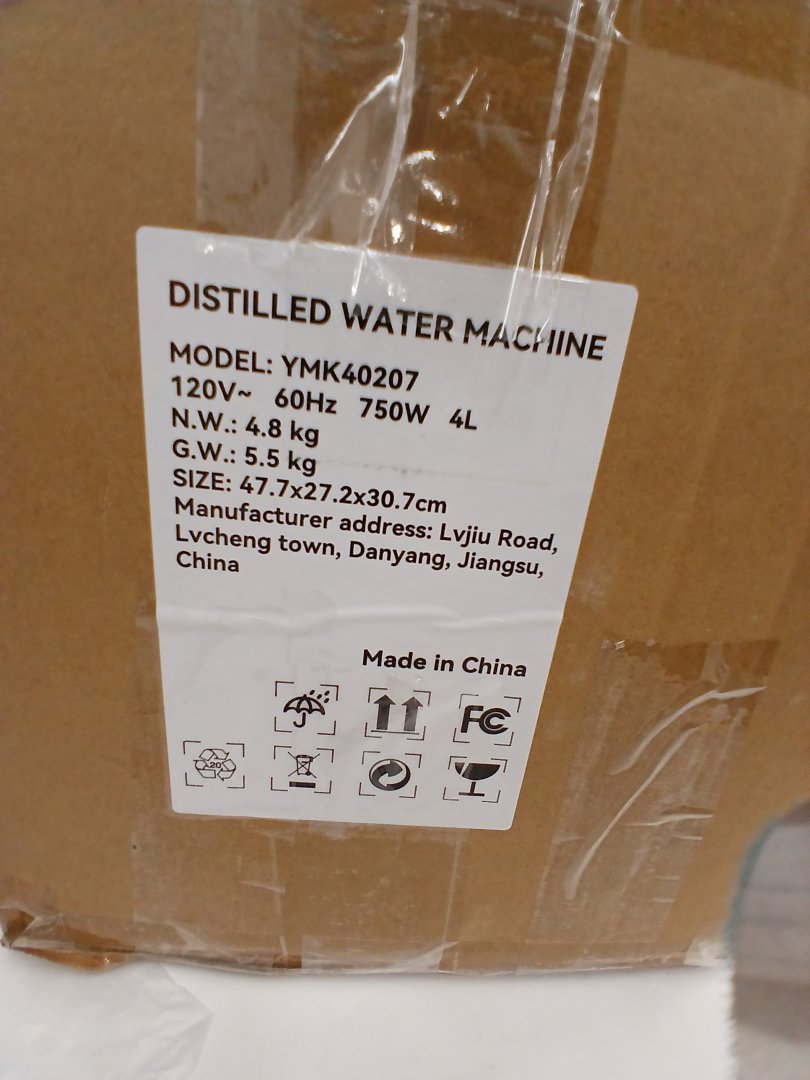 DISTILLED WATER MACHINE
MODEL: YMK40207
120V~ 60Hz 750W 4L
N.W.: 4.8 kg
G.W.: 5.5 kg
SIZE: 47.7x27.2x30.7cm
Manufacturer address: Lvjiu Road,
Lvcheng town, Danyang, Jiangsu,
China
Made in China
FC
20